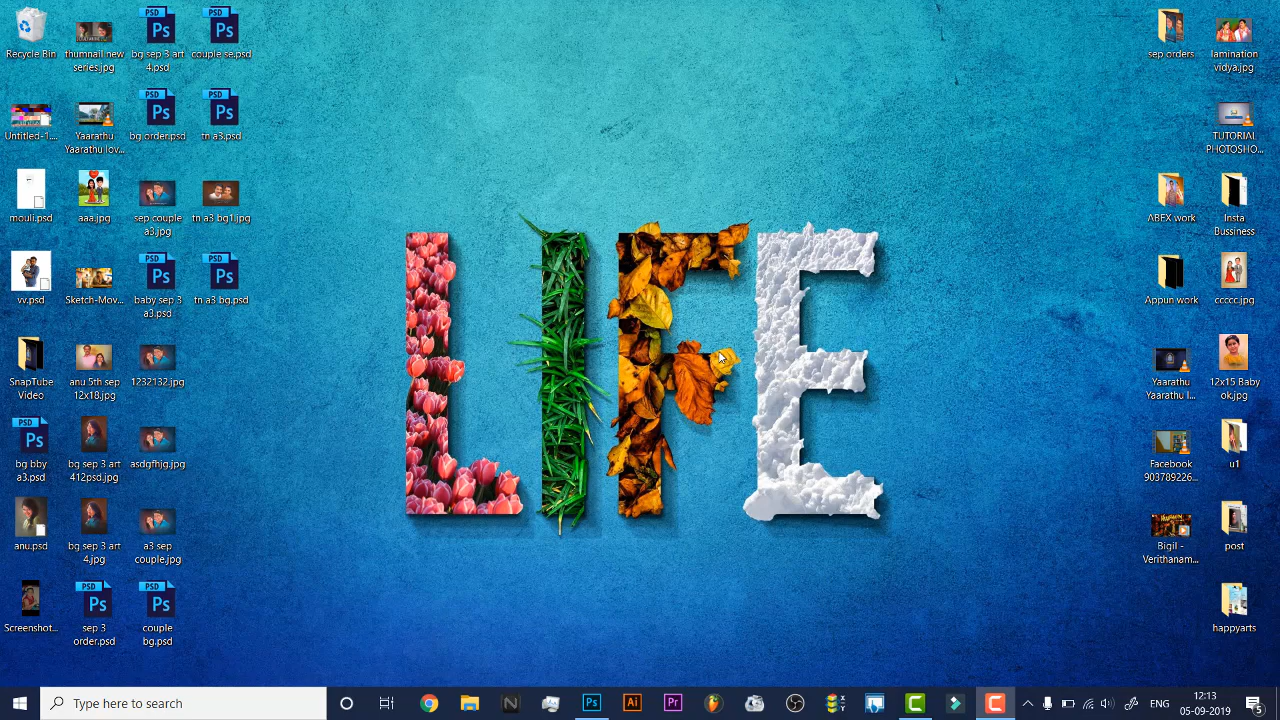 Recycle Bin
thumnail new
series.jpg
bg sep 3 art
4.psd
couple se.psd
Untitled-1....
Yaarathu
Yaarathu lov...
bg order.psd
tn a3.psd
mouli.psd
aaa.jpg
sep couple
a3.jpg
tn a3 bg1.jpg
vv.psd
Sketch-Mov...
baby sep 3
a3.psd
tn a3 bg.psd
SnapTube
Video
anu 5th sep
12x18.jpg
1232132.jpg
bg bby
a3.psd
bg sep 3 art
412psd.jpg
asdgfhjg.jpg
anu.psd
bg sep 3 art
4.jpg
a3 sep
couple.jpg
Screenshot...
sep 3
order.psd
couple
bg.psd
LIFE
sep orders
lamination
vidya.jpg
TUTORIAL
PHOTOSHO...
ABEX work
Insta
Bussiness
Appun work
ccccc.jpg
Yaarathu
Yaarathu l...
12x15 Baby
ok.jpg
Facebook
903789226...
u1
Bigil -
Verithanam...
post
happyarts
Type here to search
ENG
12:13
05-09-2019
5